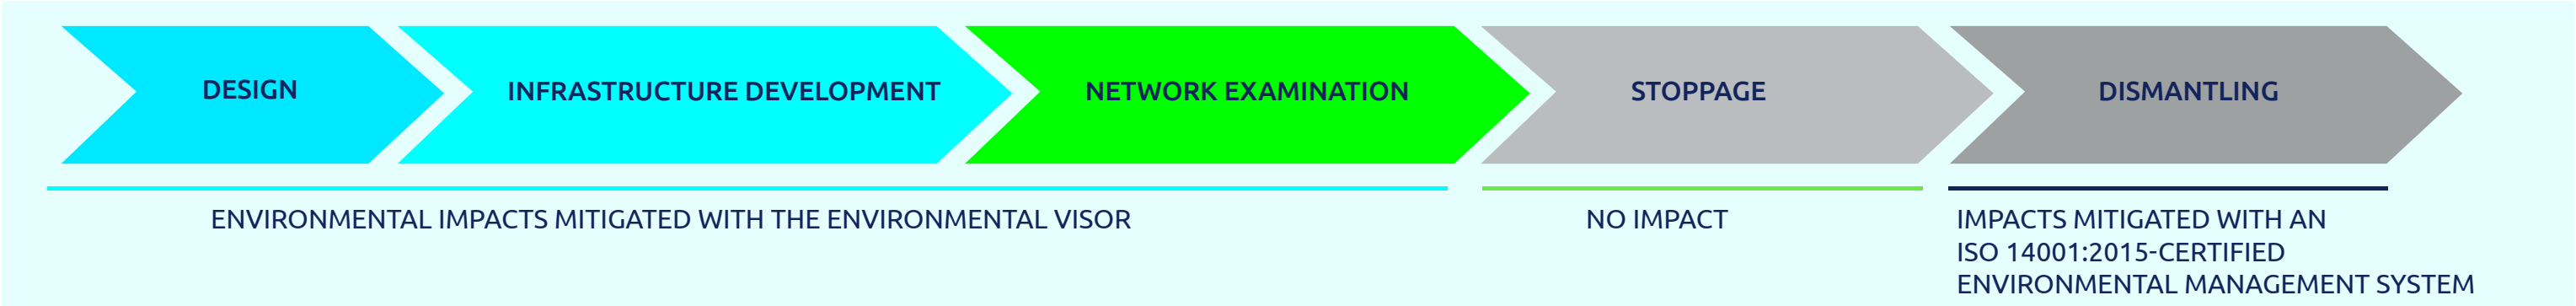 DESIGN
INFRASTRUCTURE DEVELOPMENT
NETWORK EXAMINATION
STOPPAGE
DISMANTLING
ENVIRONMENTAL IMPACTS MITIGATED WITH THE ENVIRONMENTAL VISOR
NO IMPACT
IMPACTS MITIGATED WITH AN
ISO 14001:2015-CERTIFIED
ENVIRONMENTAL MANAGEMENT SYSTEM